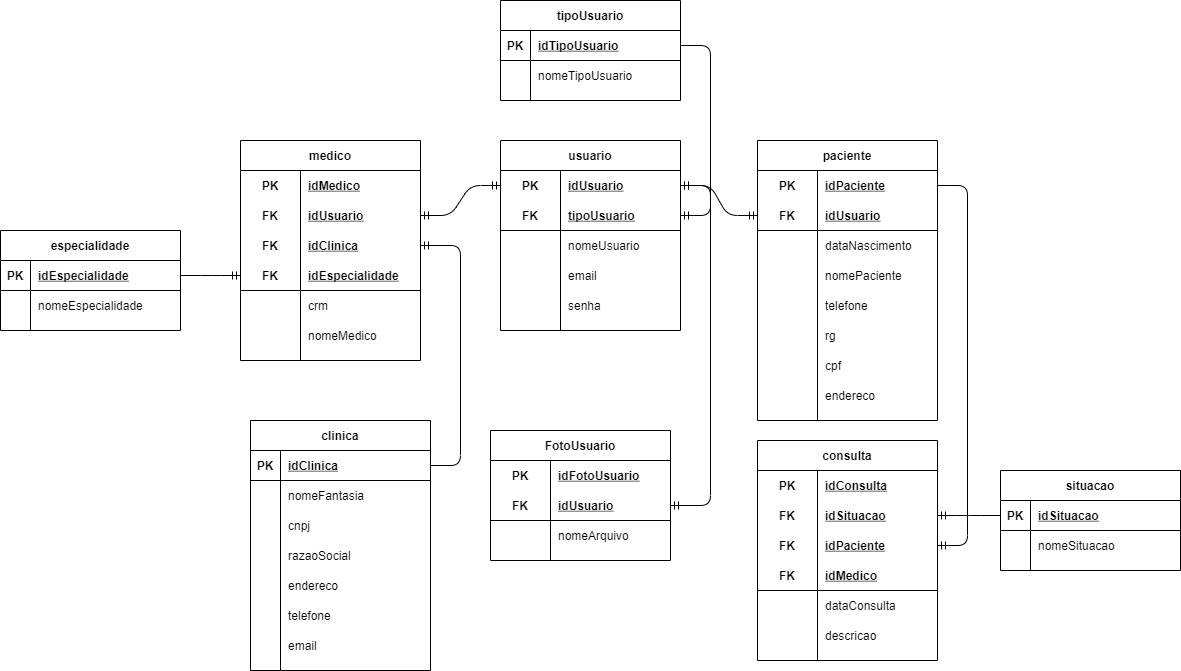 tipoUsuario
PK idTipoUsuario
nomeTipoUsuario
medico
PK idMedico
FK idUsuario
FK idClinica
FK idEspecialidade
crm
nomeMedico
usuario
PK idUsuario
FK tipoUsuario
nomeUsuario
email
senha
paciente
PK idPaciente
FK idUsuario
dataNascimento
nomePaciente
telefone
rg
cpf
endereco
especialidade
PK idEspecialidade
nomeEspecialidade
clinica
PK idClinica
nomeFantasia
cnpj
razaoSocial
endereco
telefone
email
FotoUsuario
PK idFotoUsuario
FK idUsuario
nomeArquivo
consulta
PK idConsulta
FK idSituacao
FK idPaciente
FK idMedico
dataConsulta
descricao
situacao
PK idSituacao
nomeSituacao